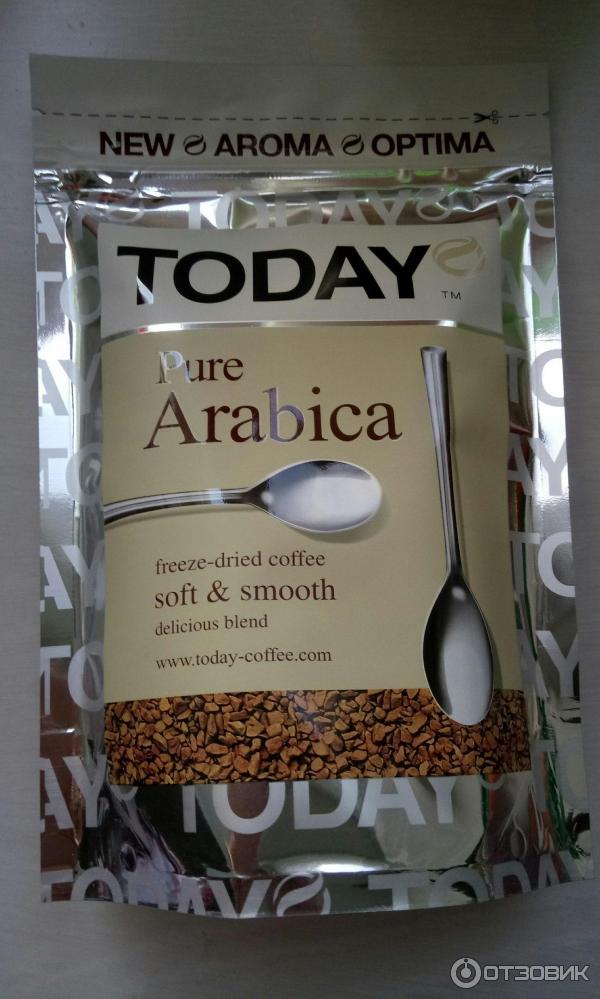 NEW AROMA OPTIMA
TODAY
TM
Pure
Arabica
freeze-dried coffee
soft & smooth
delicious blend
www.today-coffee.com
TODAY
TODAY
ОТЗОВИК